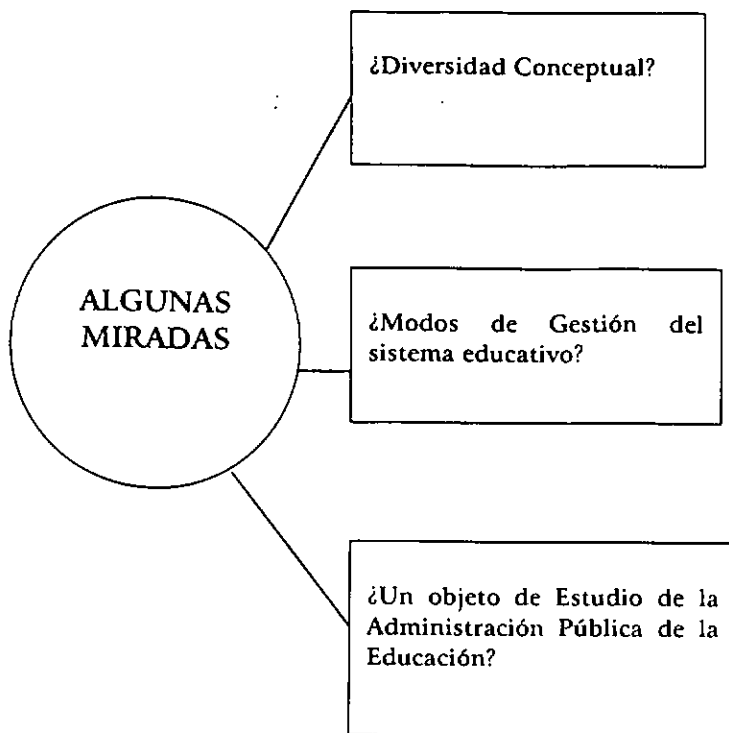 ¿Diversidad Conceptual?
ALGUNAS
MIRADAS
¿Modos de Gestión del
sistema educativo?
¿Un objeto de Estudio de la
Administración Pública de la
Educación?